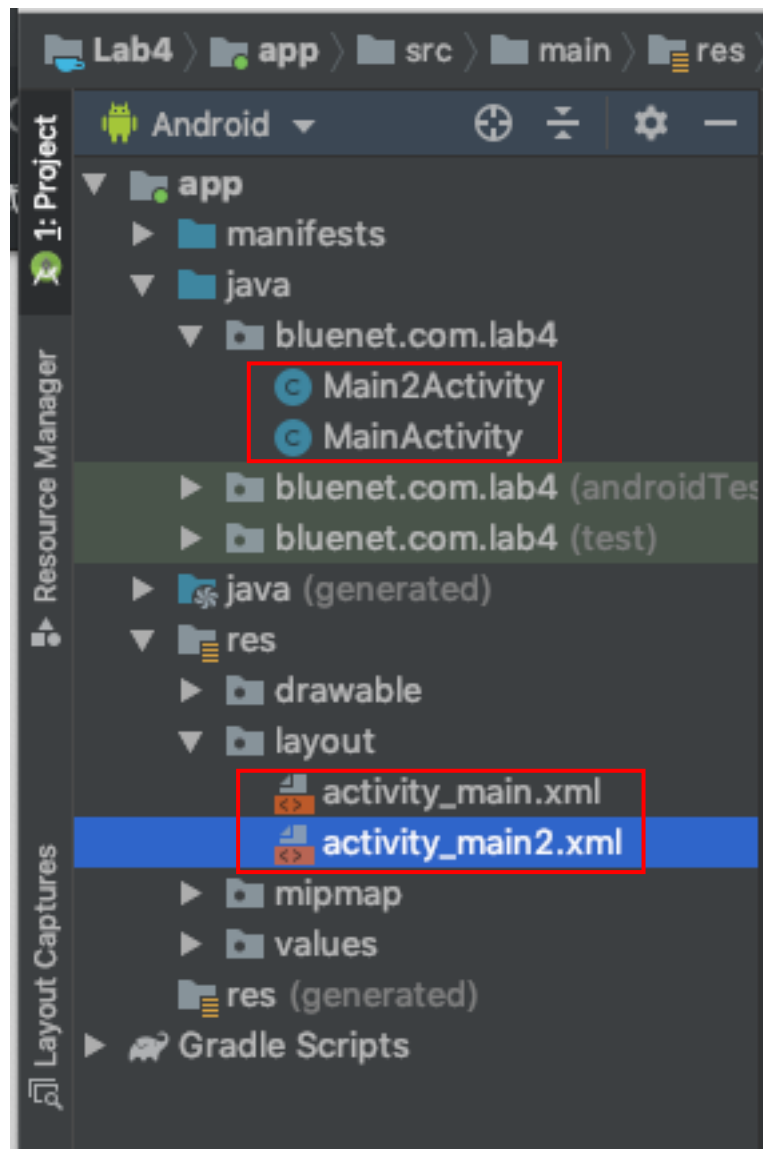 Lab4 〉 app 〉 src 〉 main 〉 res 〉
Android
1: Project
Resource Manager
Layout Captures
app
manifests
java
bluenet.com.lab4
Main2Activity
MainActivity
bluenet.com.lab4 (androidTes
bluenet.com.lab4 (test)
java (generated)
res
drawable
layout
activity_main.xml
activity_main2.xml
mipmap
values
res (generated)
Gradle Scripts